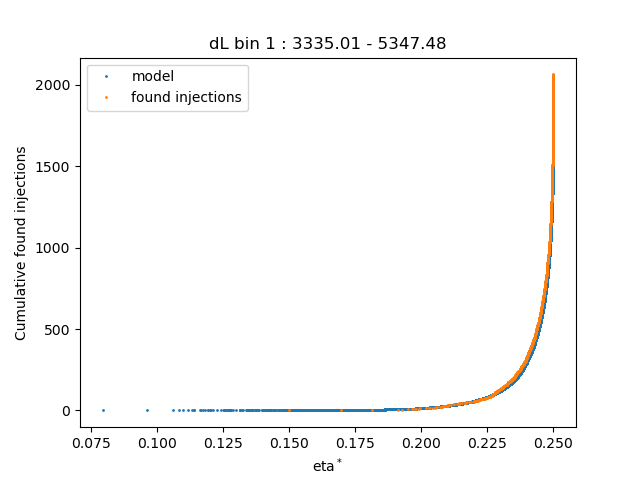 dL bin 1 : 3335.01 - 5347.48
model
found injections
Cumulative found injections
2000
1500
1000
500
0
0.075 0.100 0.125 0.150 0.175 0.200 0.225 0.250
eta*